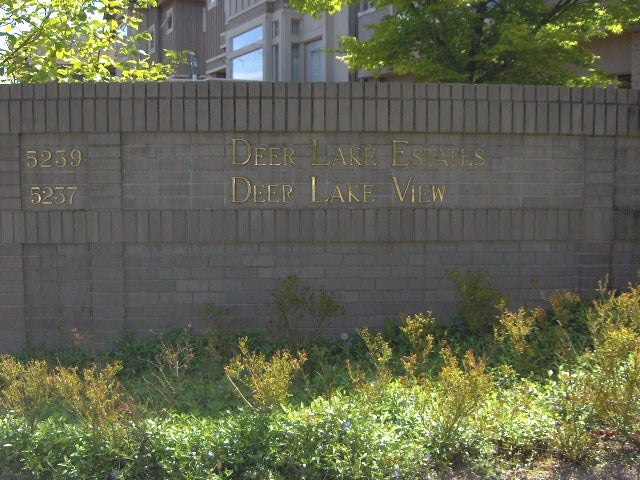 5239 DEER LAKE ESTATES
5237 DEER LAKE VIEW